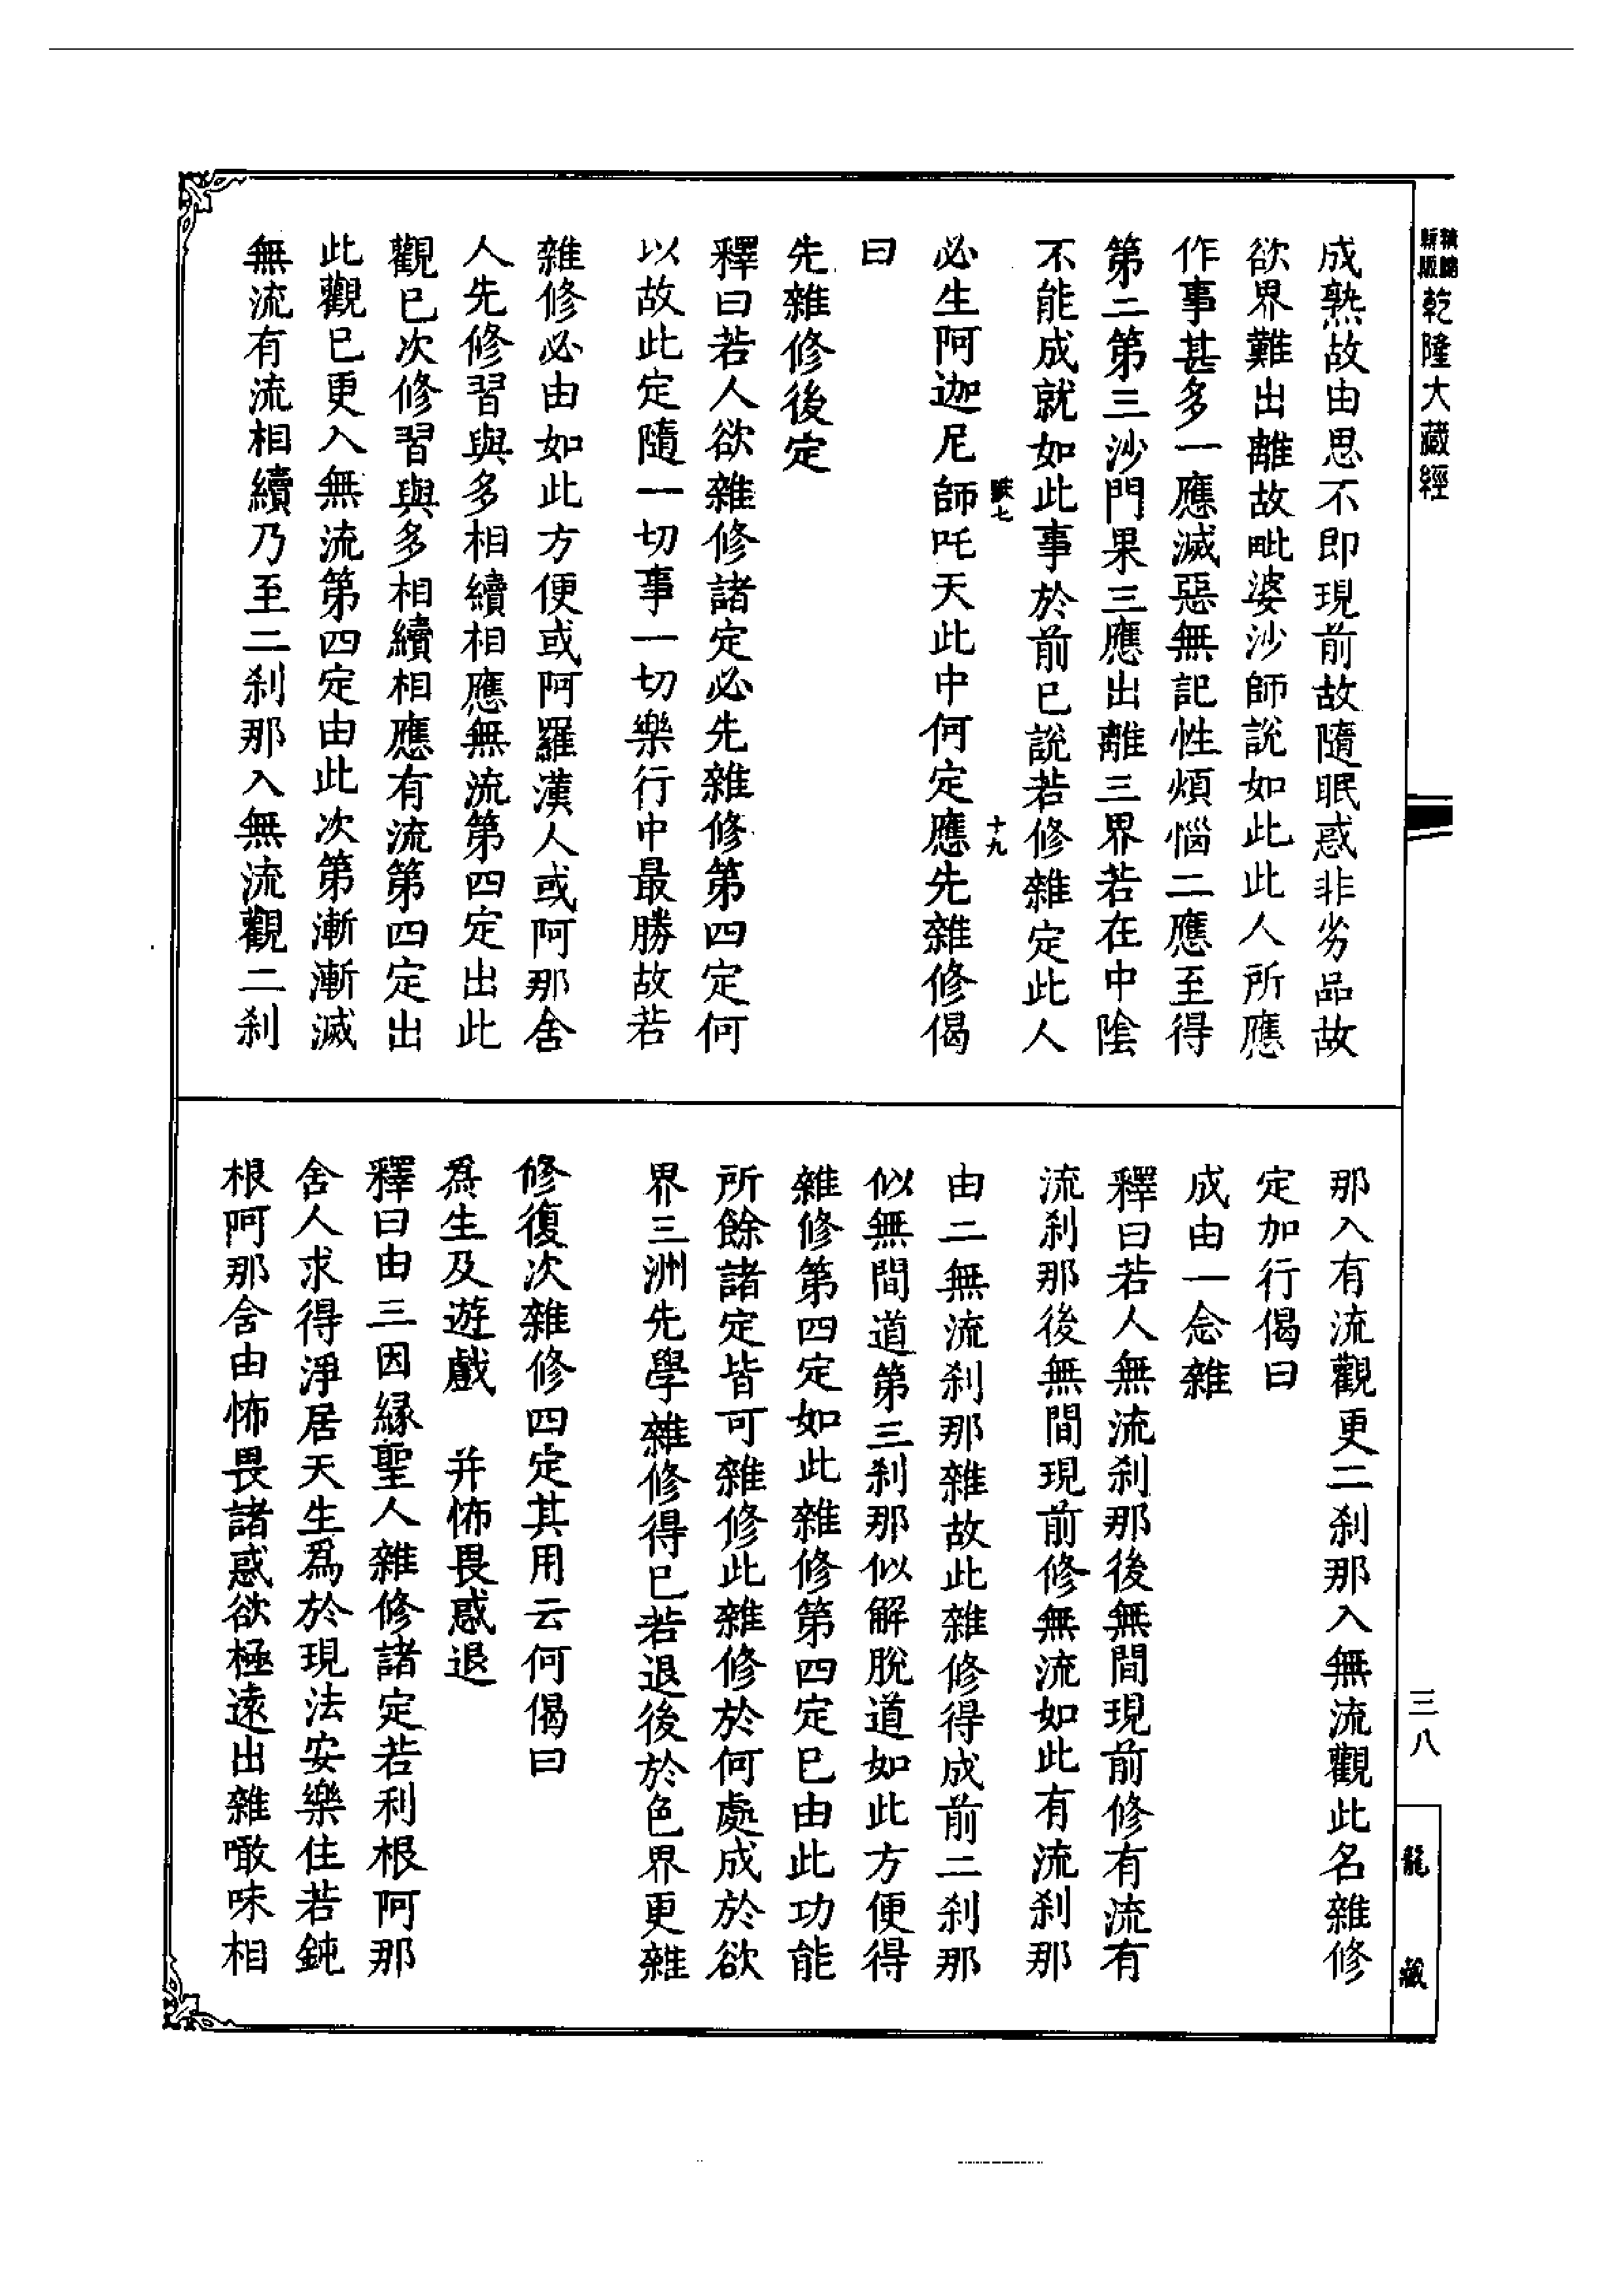 乾隆大藏經
成熟故由思不即現前故隨眠惑非劣品故
欲界難出離故毗婆沙師說如此此人所應
作事甚多一應滅惡無記性煩惱二應至得
第二第三沙門果三應出離三界若在中陰
不能成就如此事於前已說若修雜定此人
十九
必生阿迦尼師吒天此中何定應先雜修偈
曰
先雜修後定
釋曰若人欲雜修諸定必先雜修第四定何
以故此定隨一切事一切樂行中最勝故若
雜修必由如此方便或阿羅漢人或阿那舍
人先修習與多相續相應無流第四定出此
觀已次修習與多相續相應有流第四定出
此觀已更入無流第四定由此次第漸漸滅
無流有流相續乃至二剎那入無流觀二剎
那入有流觀更二剎那入無流觀此名雜修
定加行偈曰
成由一念雜
釋曰若人無流剎那後無間現前修有流有
流剎那後無間現前修無流如此有流剎那
由二無流剎那雜故此雜修得成前二剎那
似無間道第三剎那似解脫道如此方便得
雜修第四定如此雜修第四定已由此功能
所餘諸定皆可雜修此雜修於何處成於欲
界三洲先學雜修得已若退後於色界更雜
修復次雜修四定其用云何偈曰
為生及遊戲　并怖畏惑退
釋曰由三因緣聖人雜修諸定若利根阿那
舍人求得淨居天生為於現法安樂住若鈍
根阿那舍由怖畏諸惑欲極遠出雜噉味相
三八
龍藏